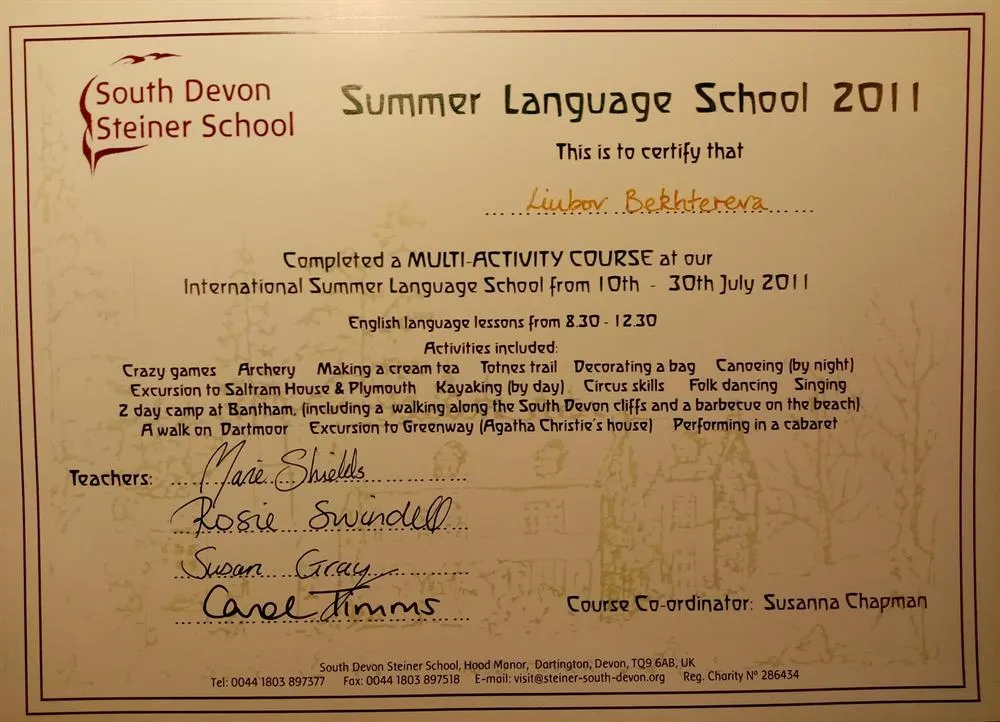 South Devon
Steiner School
Summer Language School 2011
This is to certify that
Liubov Bekhtereva
Completed a MULTI-ACTIVITY COURSE at our
International Summer Language School from 10th - 30th July 2011
English language lessons from 8.30 - 12.30
Activities included:
Crazy games Archery Making a cream tea Totnes trail Decorating a bag Canoeing (by night)
Excursion to Saltram House & Plymouth Kayaking (by day) Circus skills Folk dancing Singing
2 day camp at Bantham, (including a walking along the South Devon cliffs and a barbecue on the beach)
A walk on Dartmoor Excursion to Greenway (Agatha Christie's house) Performing in a cabaret
Teachers: Marie Shields
Rosie Swindell
Susan Gray
Carol Timms
Course Co-ordinator: Susanna Chapman
South Devon Steiner School, Hood Manor, Dartington, Devon, TQ9 6AB, UK
Tel: 0044 1803 897377 Fax: 0044 1803 897518 E-mail: visit@steiner-south-devon.org Reg. Charity Nº 286434